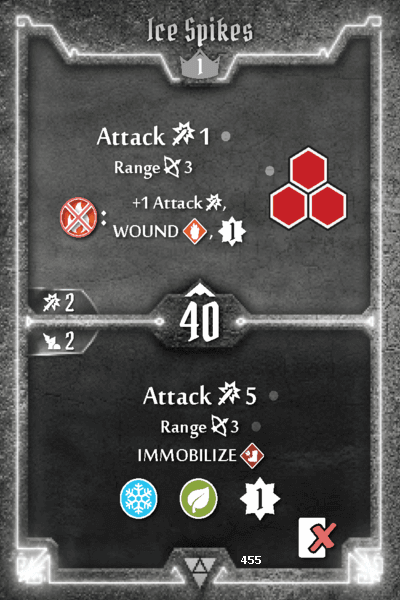 Ice Spikes
1
Attack 1
Range 3
+1 Attack,
: WOUND , 1
2
40
2
Attack 5
Range 3
IMMOBILIZE
1
455